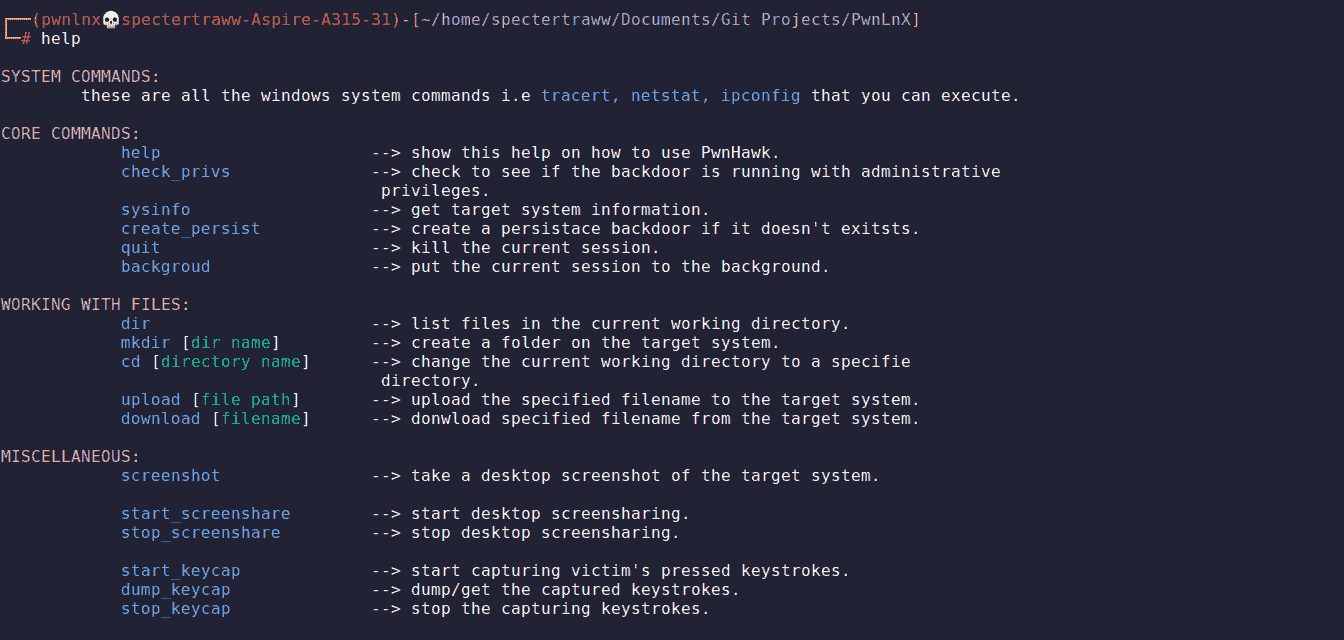 (pwnlnx💀spectertraww-Aspire-A315-31)-[~/home/spectertraww/Documents/Git Projects/PwnLnX]
# help
SYSTEM COMMANDS:
these are all the windows system commands i.e tracert, netstat, ipconfig that you can execute.
CORE COMMANDS:
help --> show this help on how to use PwnHawk.
check_privs --> check to see if the backdoor is running with administrative
privileges.
sysinfo --> get target system information.
create_persist --> create a persistace backdoor if it doesn't exitsts.
quit --> kill the current session.
backgroud --> put the current session to the background.
WORKING WITH FILES:
dir --> list files in the current working directory.
mkdir [dir name] --> create a folder on the target system.
cd [directory name] --> change the current working directory to a specifie
directory.
upload [file path] --> upload the specified filename to the target system.
download [filename] --> donwload specified filename from the target system.
MISCELLANEOUS:
screenshot --> take a desktop screenshot of the target system.
start_screenshare --> start desktop screensharing.
stop_screenshare --> stop desktop screensharing.
start_keycap --> start capturing victim's pressed keystrokes.
dump_keycap --> dump/get the captured keystrokes.
stop_keycap --> stop the capturing keystrokes.